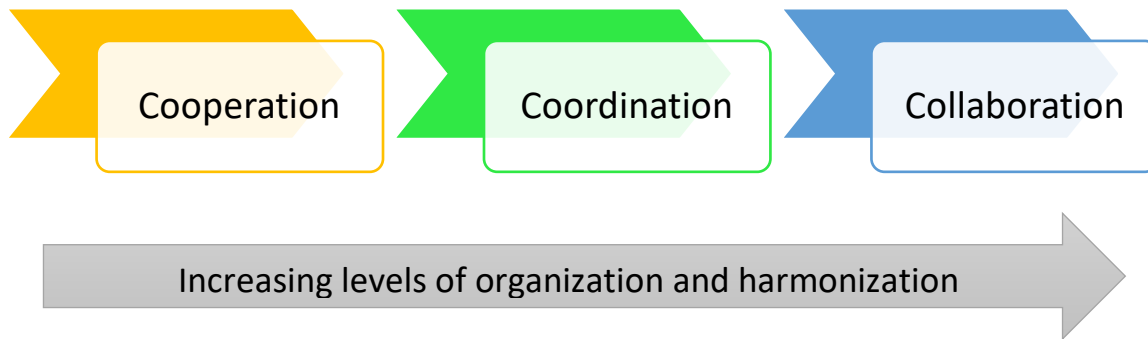 Cooperation
Coordination
Collaboration
Increasing levels of organization and harmonization